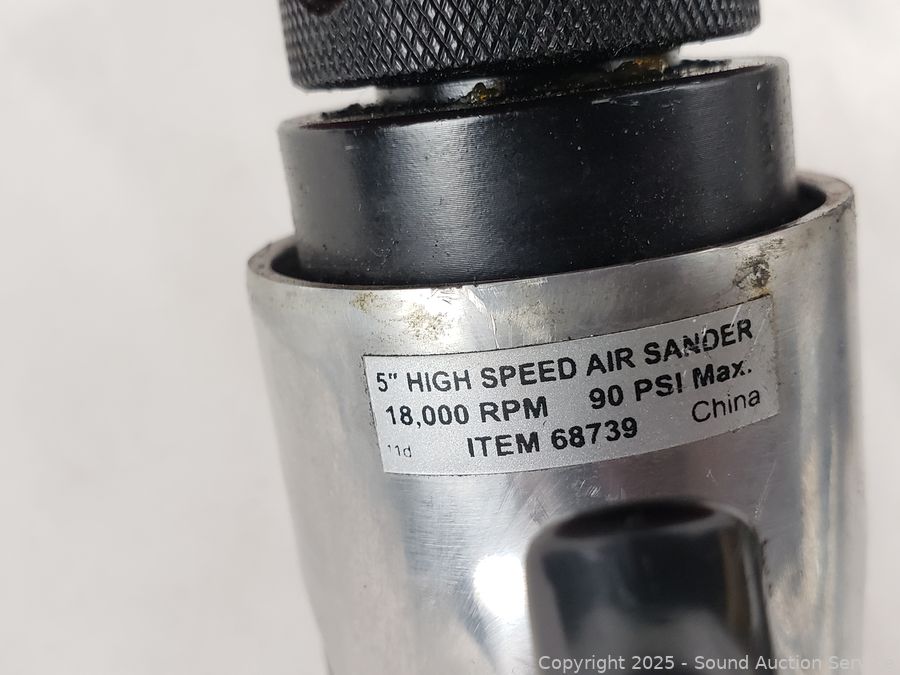 5" HIGH SPEED AIR SANDER
18,000 RPM 90 PSI Max.
11d ITEM 68739 China
Copyright © 2025 - Sound Auction Service